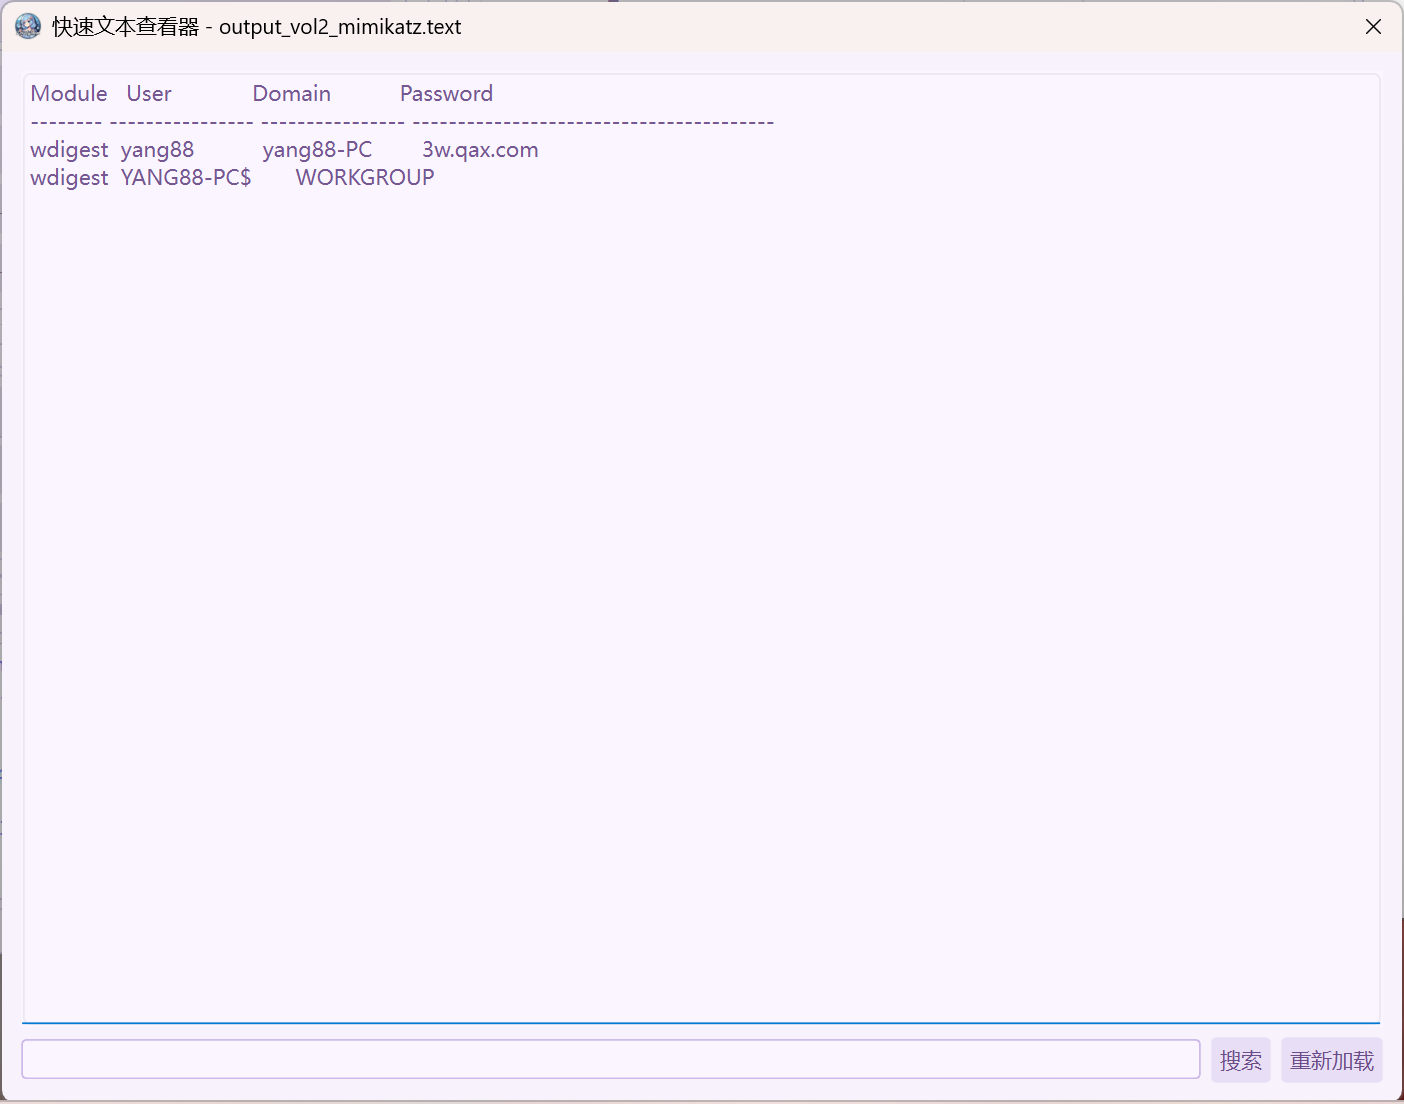 快速文本查看器 - output_vol2_mimikatz.text
Module User Domain Password
-------- ---------------- ---------------- ----------------------------------------
wdigest yang88 yang88-PC 3w.qax.com
wdigest YANG88-PC$ WORKGROUP
搜索 重新加载